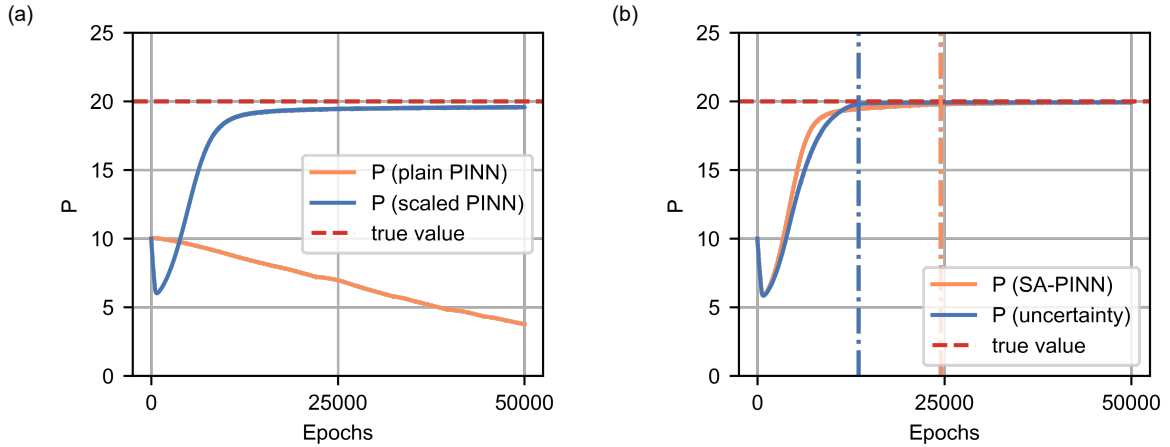 (a)
25
20
15
10
5
0
P
0
25000
50000
Epochs
P (plain PINN)
P (scaled PINN)
true value
(b)
25
20
15
10
5
0
P
0
25000
50000
Epochs
P (SA-PINN)
P (uncertainty)
true value